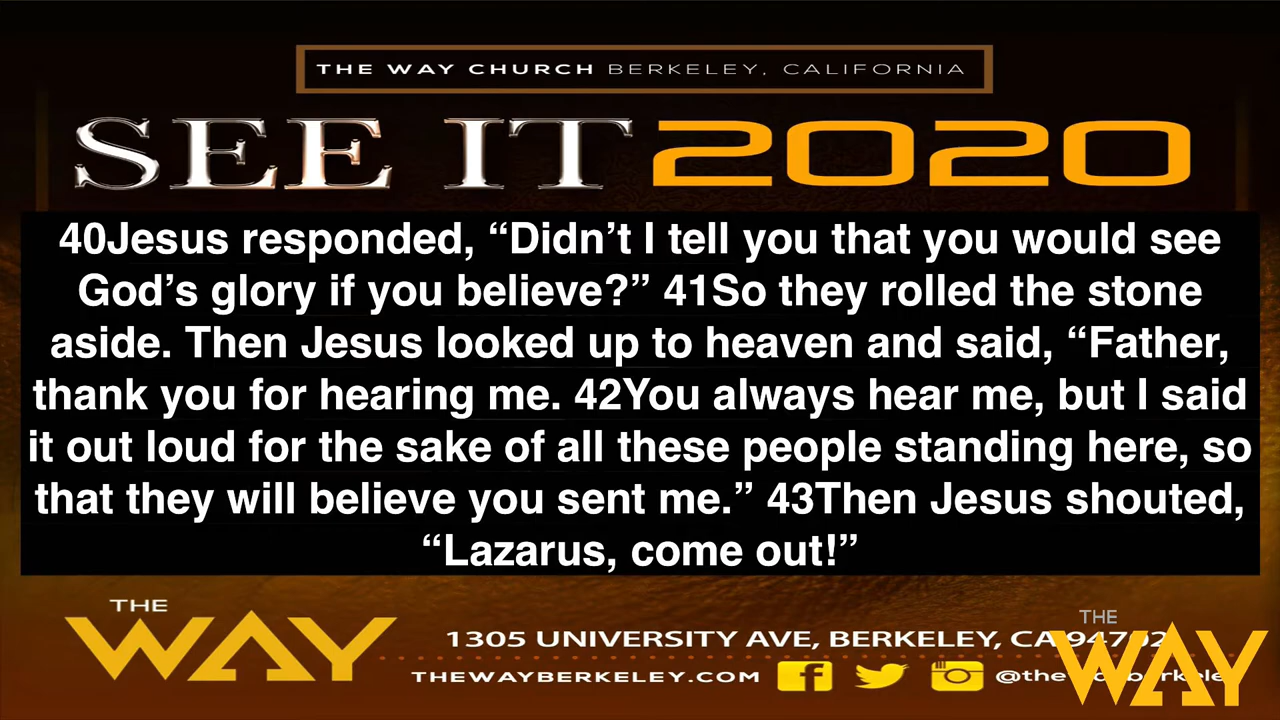 THE WAY CHURCH BERKELEY, CALIFORNIA
SEE IT 2020
40Jesus responded, “Didn’t I tell you that you would see
God’s glory if you believe?” 41So they rolled the stone
aside. Then Jesus looked up to heaven and said, “Father,
thank you for hearing me. 42You always hear me, but I said
it out loud for the sake of all these people standing here, so
that they will believe you sent me.” 43Then Jesus shouted,
“Lazarus, come out!”
THE
WAY
1305 UNIVERSITY AVE, BERKELEY, CA 94702
THEWAYBERKELEY.COM
THE
WAY